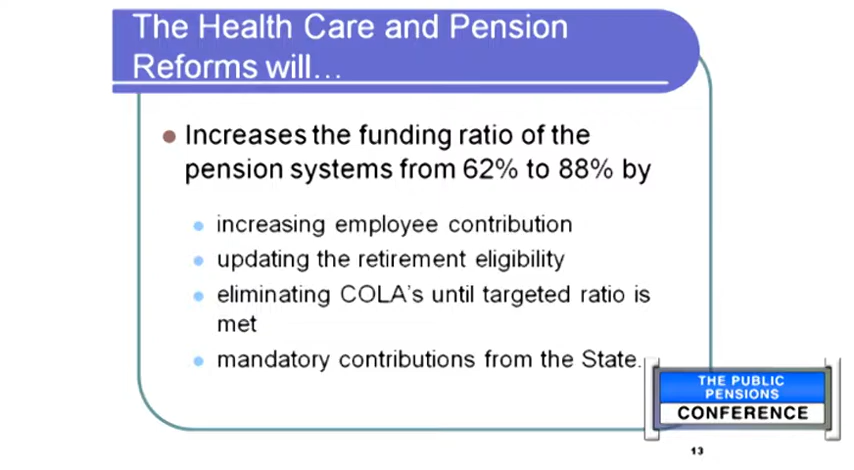 The Health Care and Pension
Reforms will…
Increases the funding ratio of the
pension systems from 62% to 88% by
increasing employee contribution
updating the retirement eligibility
eliminating COLA's until targeted ratio is
met
mandatory contributions from the State.
THE PUBLIC
PENSIONS
CONFERENCE
13